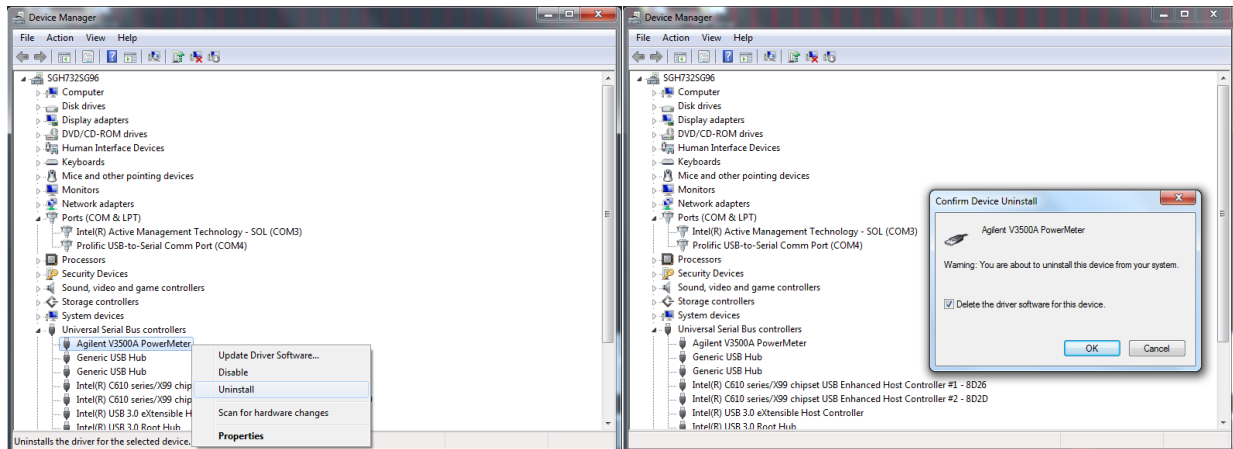 Device Manager
File Action View Help
SGH732SG96
Computer
Disk drives
Display adapters
DVD/CD-ROM drives
Human Interface Devices
Keyboards
Mice and other pointing devices
Monitors
Network adapters
Ports (COM & LPT)
Intel(R) Active Management Technology - SOL (COM3)
Prolific USB-to-Serial Comm Port (COM4)
Processors
Security Devices
Sound, video and game controllers
Storage controllers
System devices
Universal Serial Bus controllers
Agilent V3500A PowerMeter
Generic USB Hub
Generic USB Hub
Intel(R) C610 series/X99 chip
Intel(R) C610 series/X99 chip
Intel(R) USB 3.0 eXtensible H
Intel(R) USB 3.0 Root Hub
Update Driver Software...
Disable
Uninstall
Scan for hardware changes
Properties
Uninstalls the driver for the selected device.
Device Manager
File Action View Help
SGH732SG96
Computer
Disk drives
Display adapters
DVD/CD-ROM drives
Human Interface Devices
Keyboards
Mice and other pointing devices
Monitors
Network adapters
Ports (COM & LPT)
Intel(R) Active Management Technology - SOL (COM3)
Prolific USB-to-Serial Comm Port (COM4)
Processors
Security Devices
Sound, video and game controllers
Storage controllers
System devices
Universal Serial Bus controllers
Agilent V3500A PowerMeter
Generic USB Hub
Generic USB Hub
Intel(R) C610 series/X99 chipset USB Enhanced Host Controller #1 - 8D26
Intel(R) C610 series/X99 chipset USB Enhanced Host Controller #2 - 8D2D
Intel(R) USB 3.0 eXtensible Host Controller
Intel(R) USB 3.0 Root Hub
Confirm Device Uninstall
Agilent V3500A PowerMeter
Warning: You are about to uninstall this device from your system.
Delete the driver software for this device.
OK Cancel